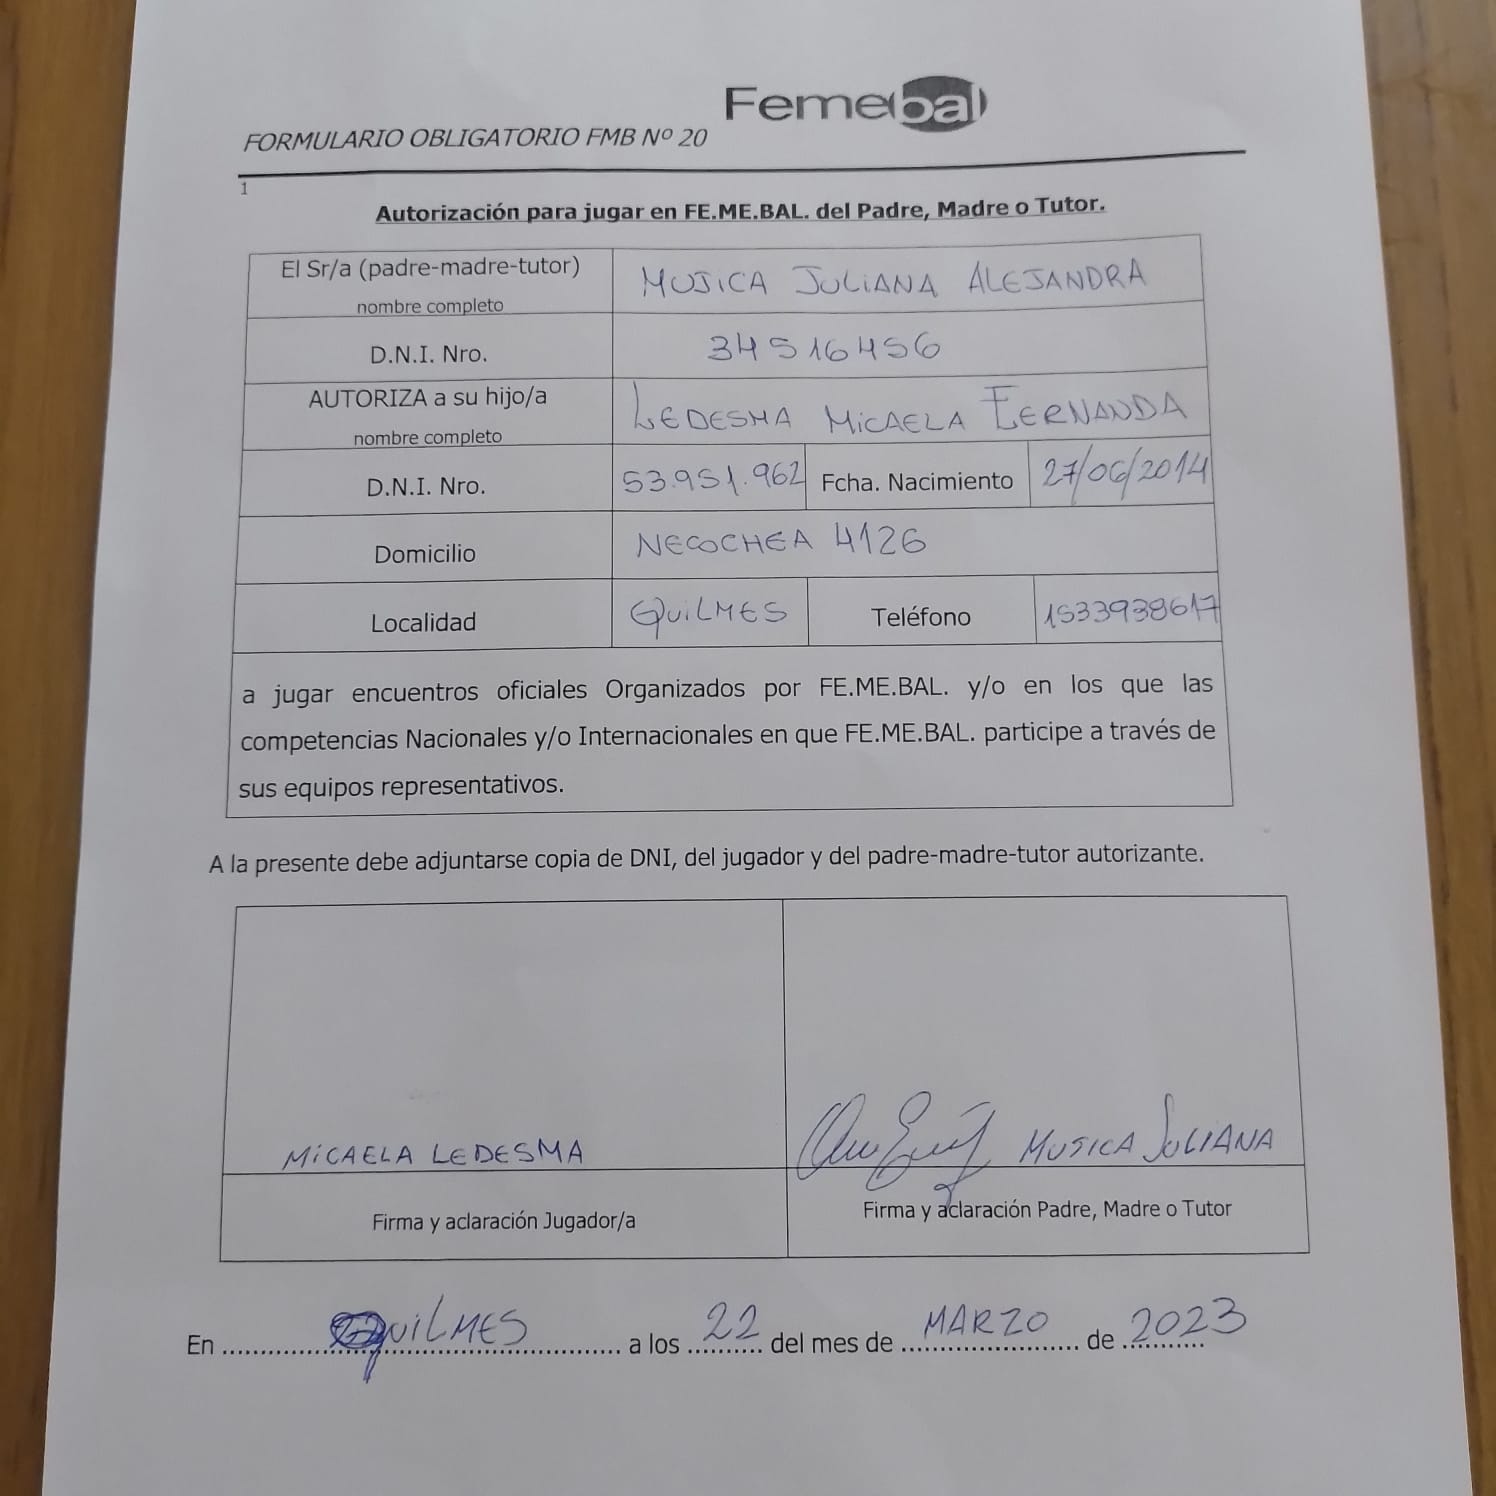 Femebal
FORMULARIO OBLIGATORIO FMB Nº 20
1
Autorización para jugar en FE.ME.BAL. del Padre, Madre o Tutor.
El Sr/a (padre-madre-tutor) MUJICA JULIANA ALEJANDRA
nombre completo
D.N.I. Nro. 34516456
AUTORIZA a su hijo/a LEDESMA MICAELA FERNANDA
nombre completo
D.N.I. Nro. 53.951.962 Fcha. Nacimiento 27/06/2014
Domicilio NECOCHEA 4126
Localidad QUILMES Teléfono 1533938617
a jugar encuentros oficiales Organizados por FE.ME.BAL. y/o en los que las
competencias Nacionales y/o Internacionales en que FE.ME.BAL. participe a través de
sus equipos representativos.
A la presente debe adjuntarse copia de DNI, del jugador y del padre-madre-tutor autorizante.
MICAELA LEDESMA MUJICA JULIANA
Firma y aclaración Jugador/a Firma y aclaración Padre, Madre o Tutor
En QUILMES a los 22 del mes de MARZO de 2023